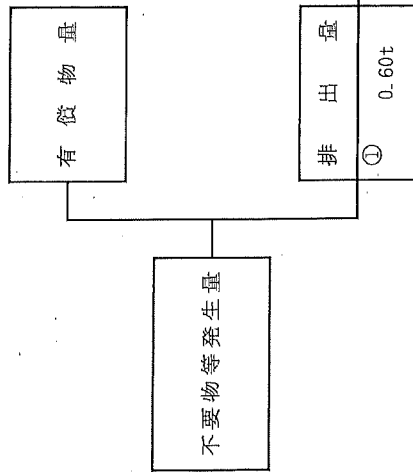 有償物量
排出量
①
0.60t
不要物等発生量